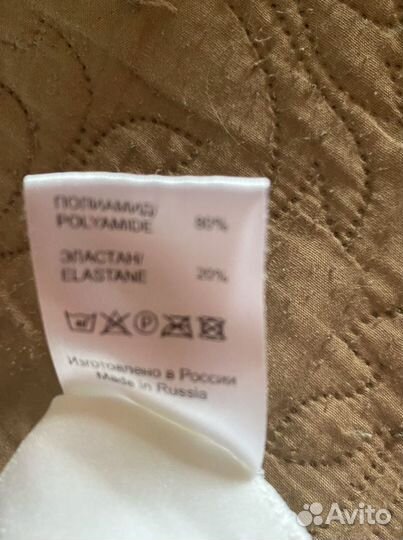 ПОЛИАМИД/
POLYAMIDE 80%
ЭЛАСТАН/
ELASTANE 20%
Изготовлено в России
Made in Russia
Avito